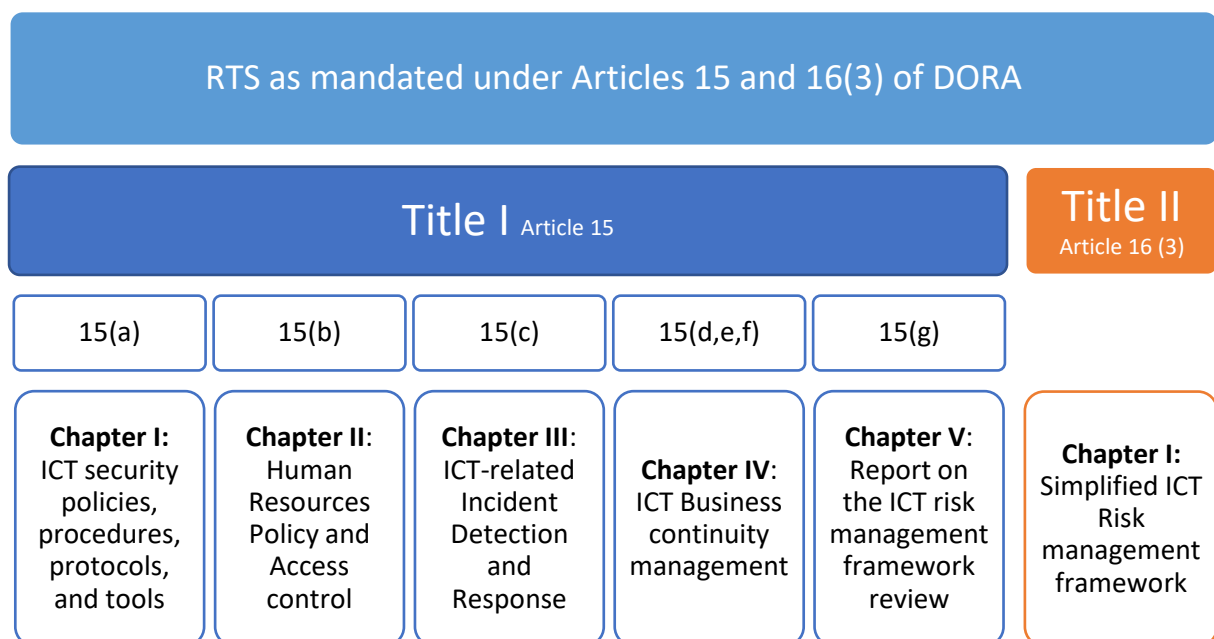 RTS as mandated under Articles 15 and 16(3) of DORA
Title I Article 15
Title II
Article 16 (3)
15(a)
15(b)
15(c)
15(d,e,f)
15(g)
Chapter I:
ICT security
policies,
procedures,
protocols,
and tools
Chapter II:
Human
Resources
Policy and
Access
control
Chapter III:
ICT-related
Incident
Detection
and
Response
Chapter IV:
ICT Business
continuity
management
Chapter V:
Report on
the ICT risk
management
framework
review
Chapter I:
Simplified ICT
Risk
management
framework